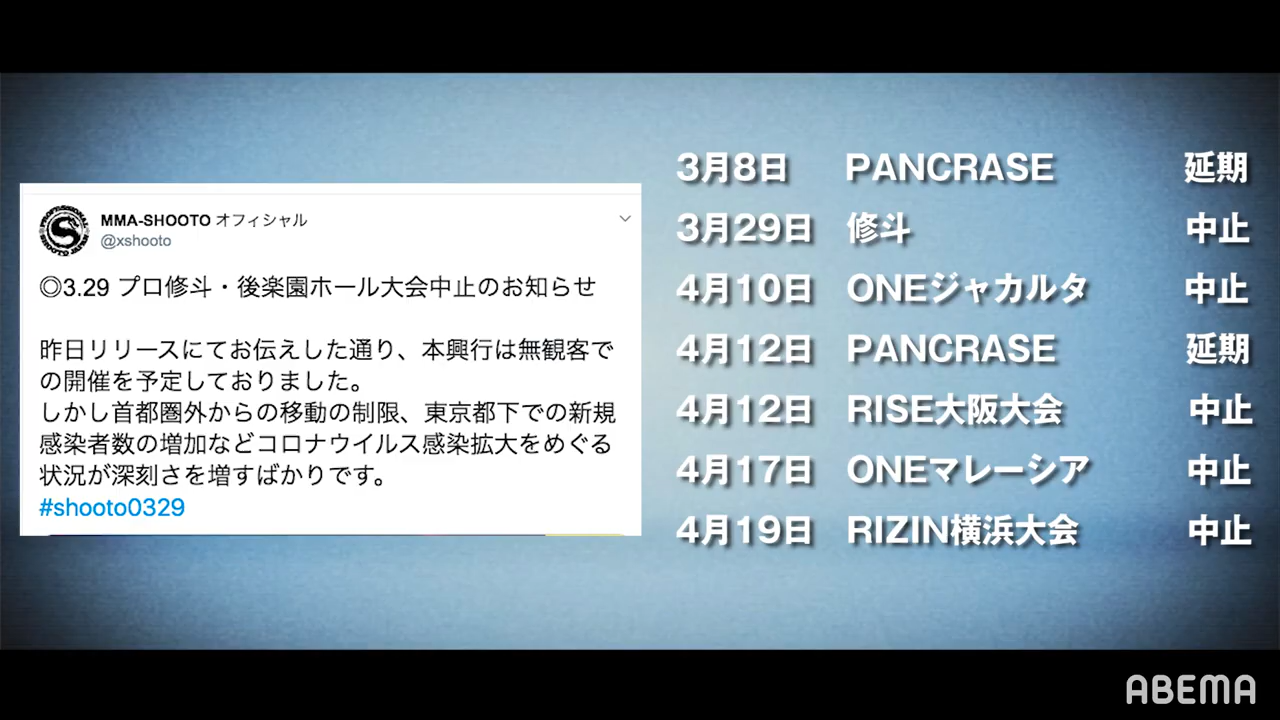 MMA-SHOOTO オフィシャル
@xshooto
◎3.29 プロ修斗・後楽園ホール大会中止のお知らせ
昨日リリースにてお伝えした通り、本興行は無観客で
の開催を予定しておりました。
しかし首都圏外からの移動の制限、東京都下での新規
感染者数の増加などコロナウイルス感染拡大をめぐる
状況が深刻さを増すばかりです。
#shooto0329
3月8日 PANCRASE 延期
3月29日 修斗 中止
4月10日 ONEジャカルタ 中止
4月12日 PANCRASE 延期
4月12日 RISE大阪大会 中止
4月17日 ONEマレーシア 中止
4月19日 RIZIN横浜大会 中止
ABEMA